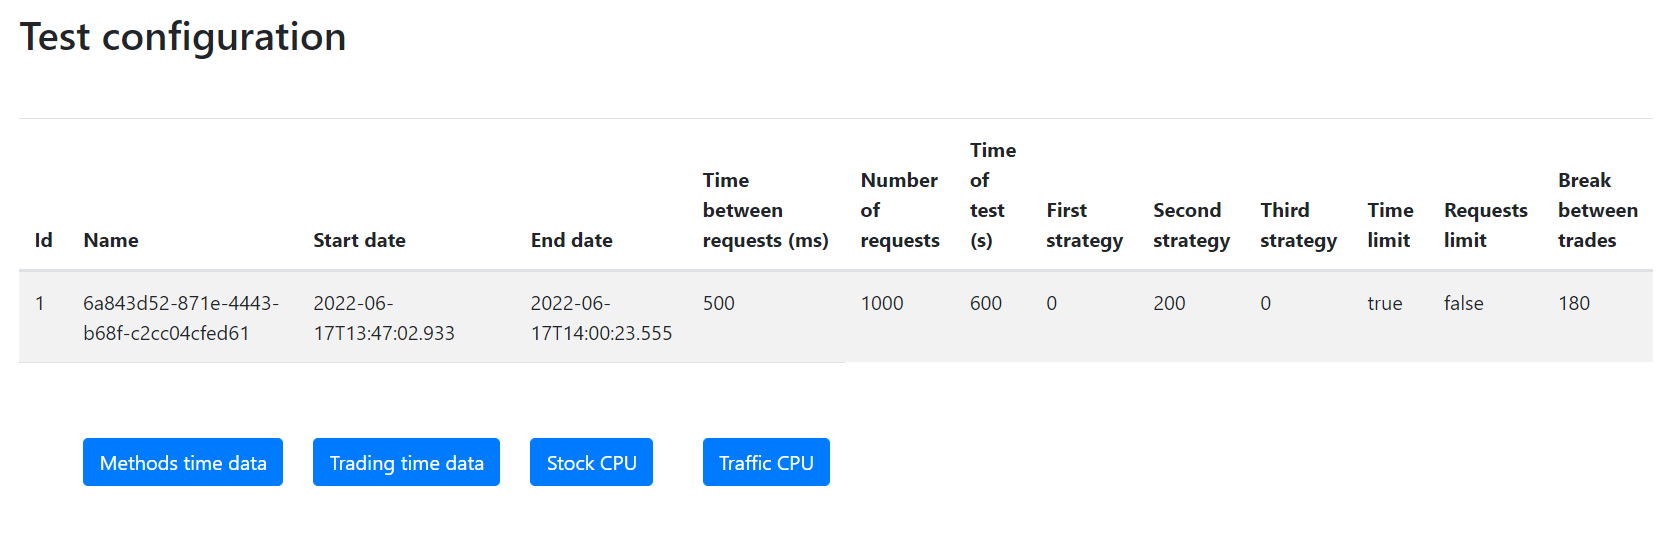 Test configuration
Id Name Start date End date Time between requests (ms) Number of requests Time of test (s) First strategy Second strategy Third strategy Time limit Requests limit Break between trades
1 6a843d52-871e-4443-b68f-c2cc04cfed61 2022-06-17T13:47:02.933 2022-06-17T14:00:23.555 500 1000 600 0 200 0 true false 180
Methods time data Trading time data Stock CPU Traffic CPU